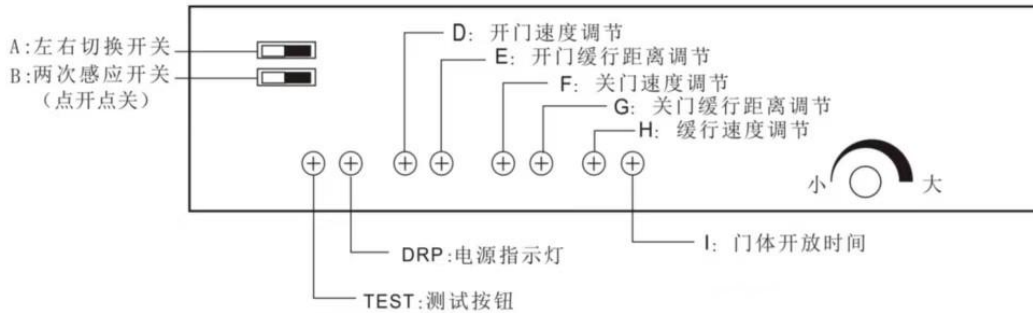 A:左右切换开关
B:两次感应开关
(点开点关)
D: 开门速度调节
E: 开门缓行距离调节
F: 关门速度调节
G: 关门缓行距离调节
H: 缓行速度调节
小 大
I: 门体开放时间
DRP:电源指示灯
TEST:测试按钮